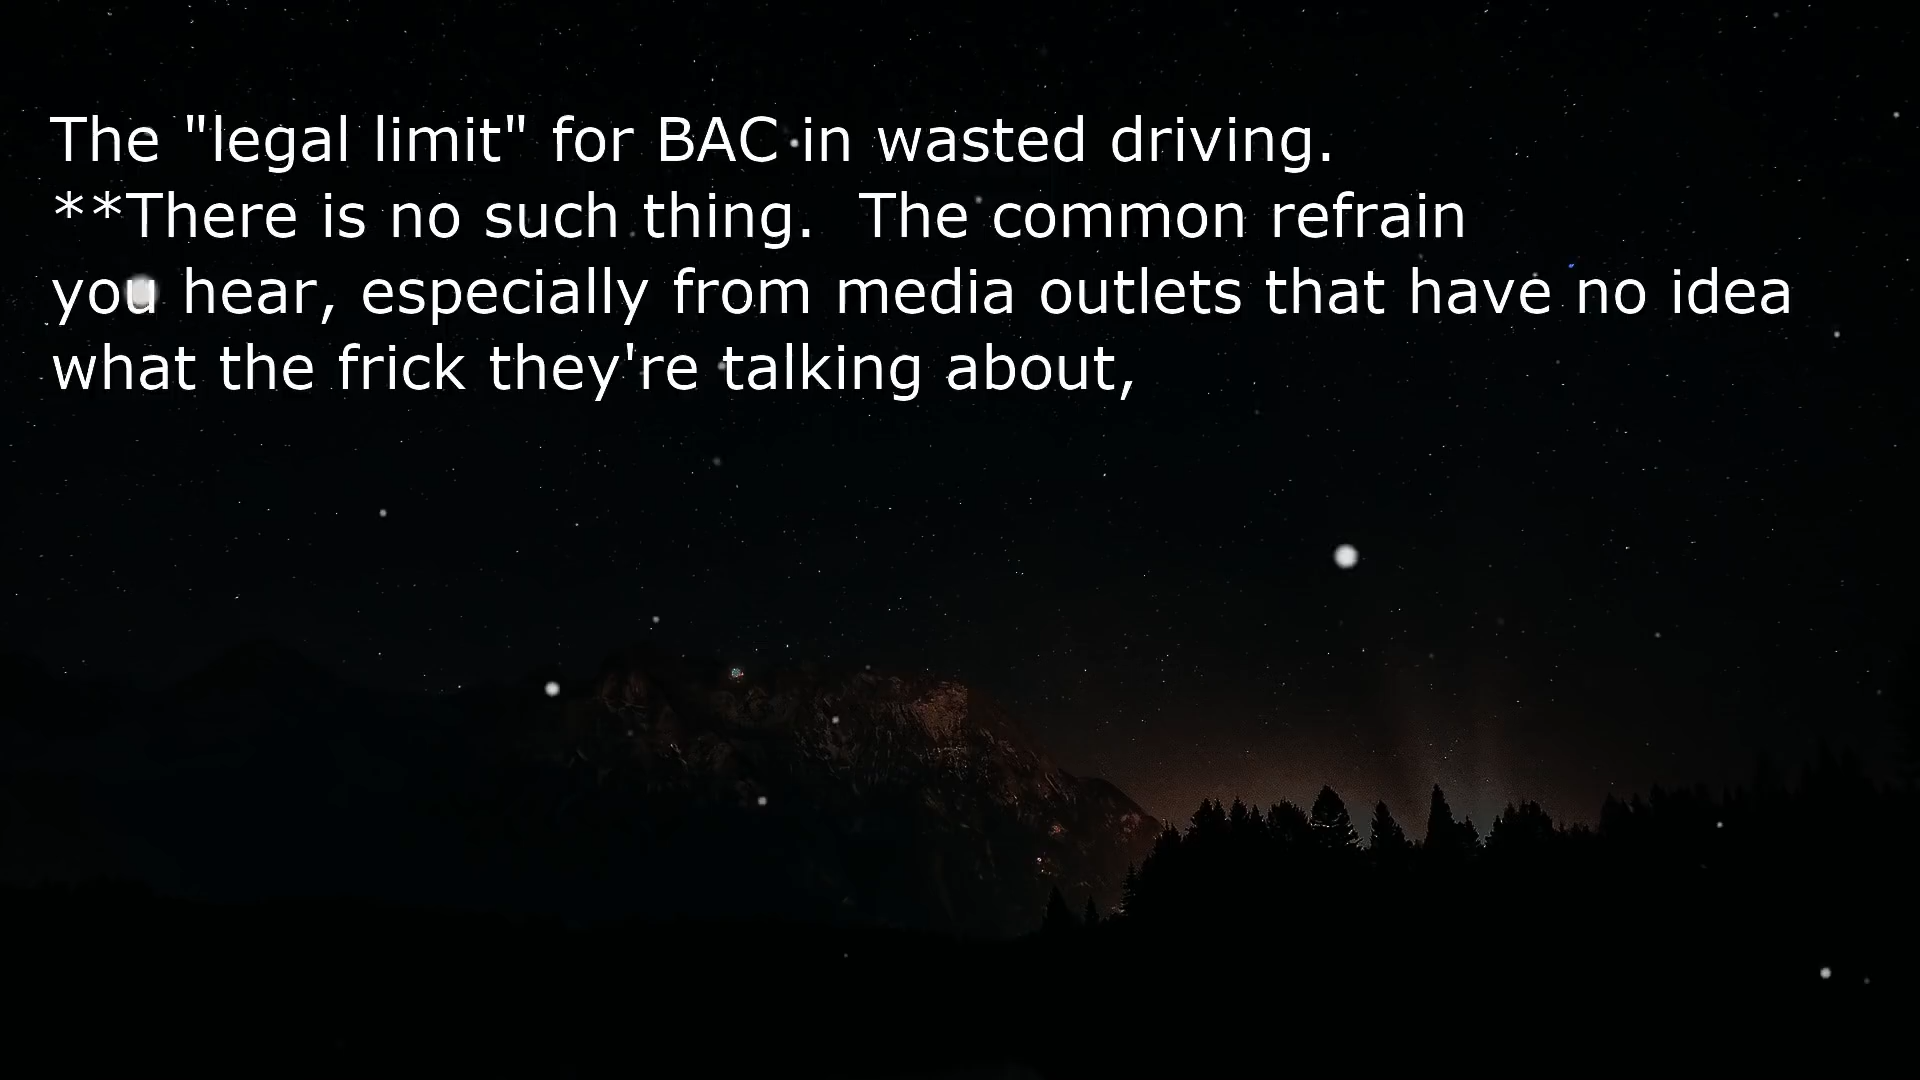 The "legal limit" for BAC in wasted driving.
**There is no such thing.  The common refrain
you hear, especially from media outlets that have no idea
what the frick they're talking about,